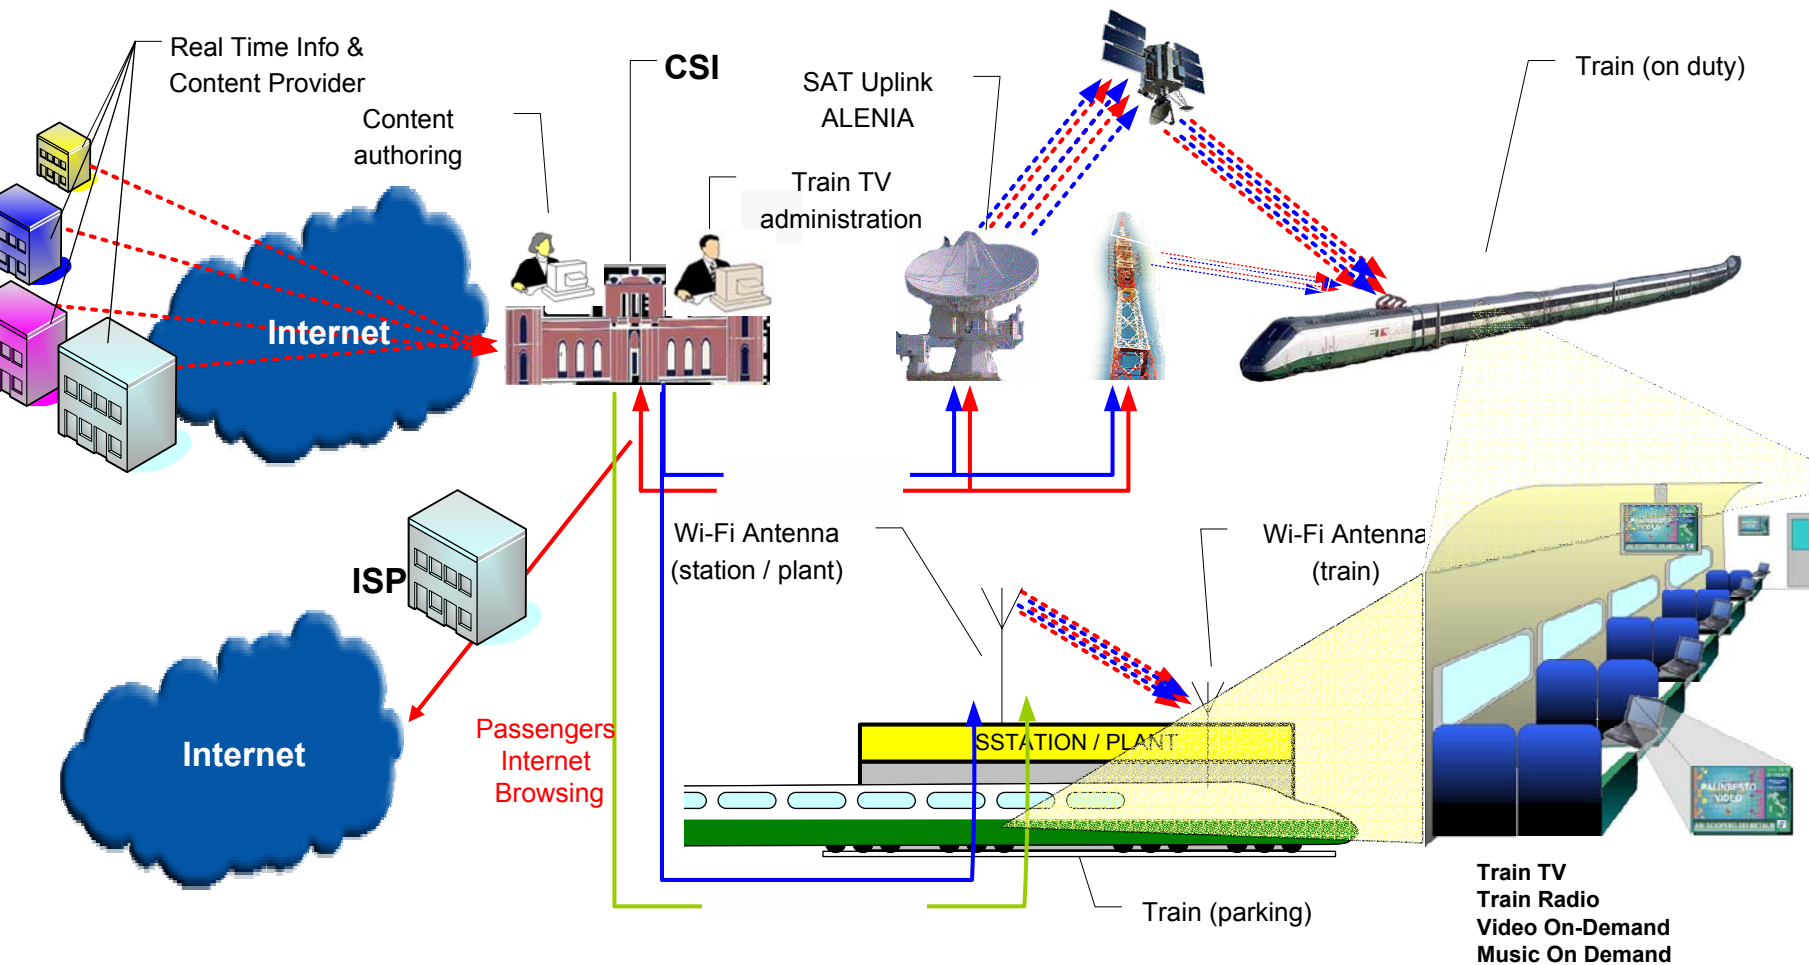 Real Time Info &
Content Provider
Content
authoring
CSI
Train TV
administration
SAT Uplink
ALENIA
Train (on duty)
Internet
Wi-Fi Antenna
(station / plant)
Wi-Fi Antenna
(train)
ISP
Internet
Passengers
Internet
Browsing
SSTATION / PLANT
PALINSESTO
VIDEO
Train (parking)
Train TV
Train Radio
Video On-Demand
Music On Demand